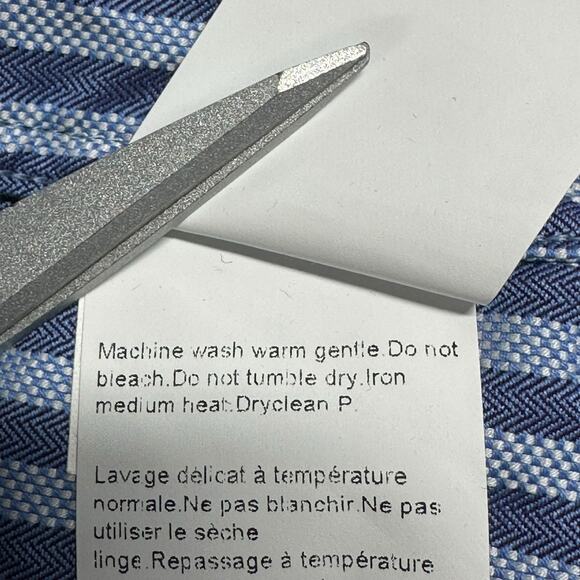 Machine wash warm gentle.Do not
bleach.Do not tumble dry.Iron
medium heat.Dryclean P.
Lavage délicat à température
normale.Ne pas blanchir.Ne pas
utiliser le sèche
linge.Repassage à température